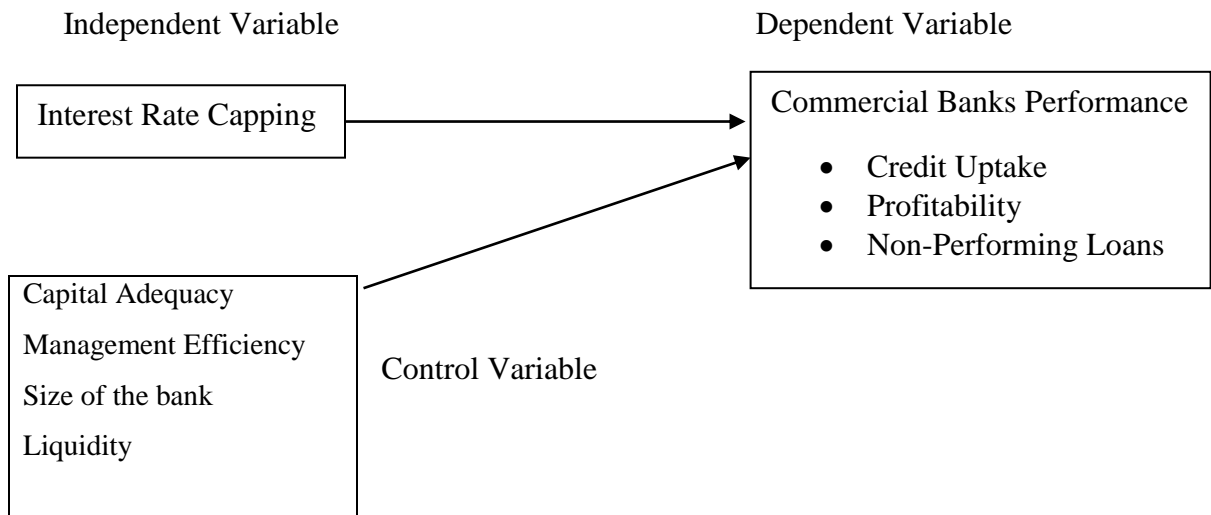 Independent Variable
Dependent Variable
Interest Rate Capping
Commercial Banks Performance
• Credit Uptake
• Profitability
• Non-Performing Loans
Capital Adequacy
Management Efficiency
Size of the bank
Liquidity
Control Variable